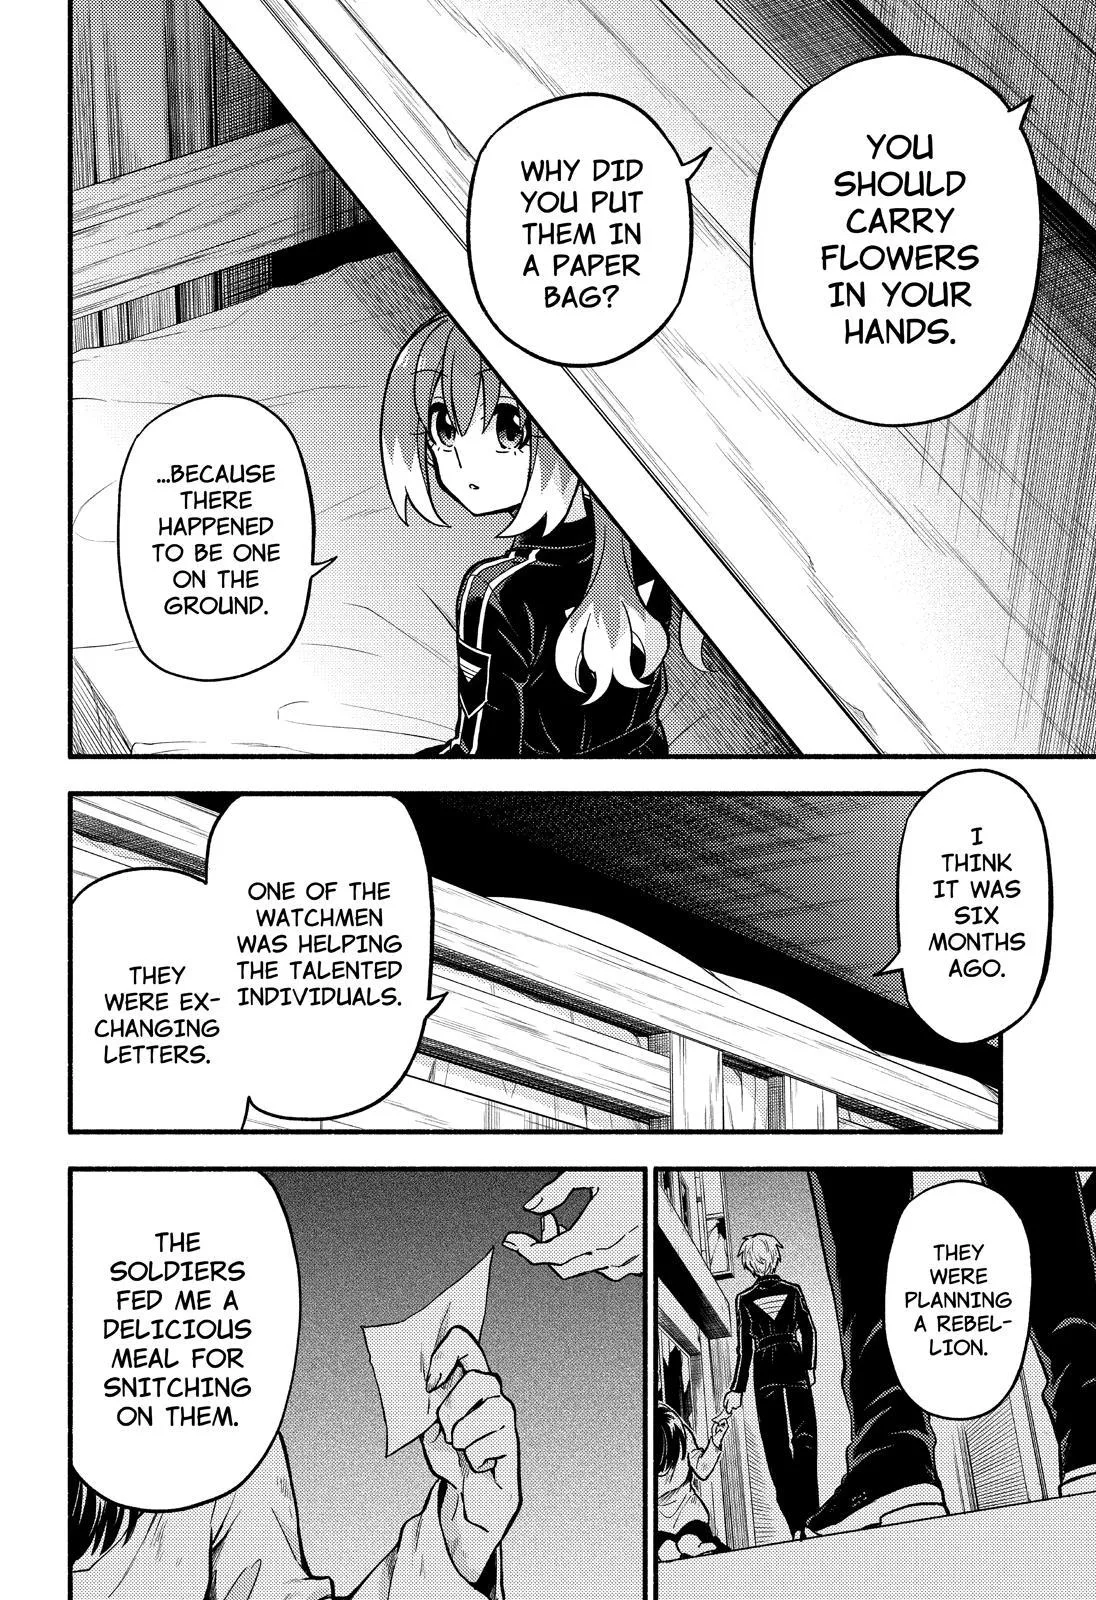 YOU
SHOULD
CARRY
FLOWERS
IN YOUR
HANDS.
WHY DID
YOU PUT
THEM IN
A PAPER
BAG?
...BECAUSE
THERE
HAPPENED
TO BE ONE
ON THE
GROUND.
I
THINK
IT WAS
SIX
MONTHS
AGO.
ONE OF THE
WATCHMEN
WAS HELPING
THE TALENTED
INDIVIDUALS.
THEY
WERE EX-
CHANGING
LETTERS.
THEY
WERE
PLANNING
A REBEL-
LION.
THE
SOLDIERS
FED ME A
DELICIOUS
MEAL FOR
SNITCHING
ON THEM.